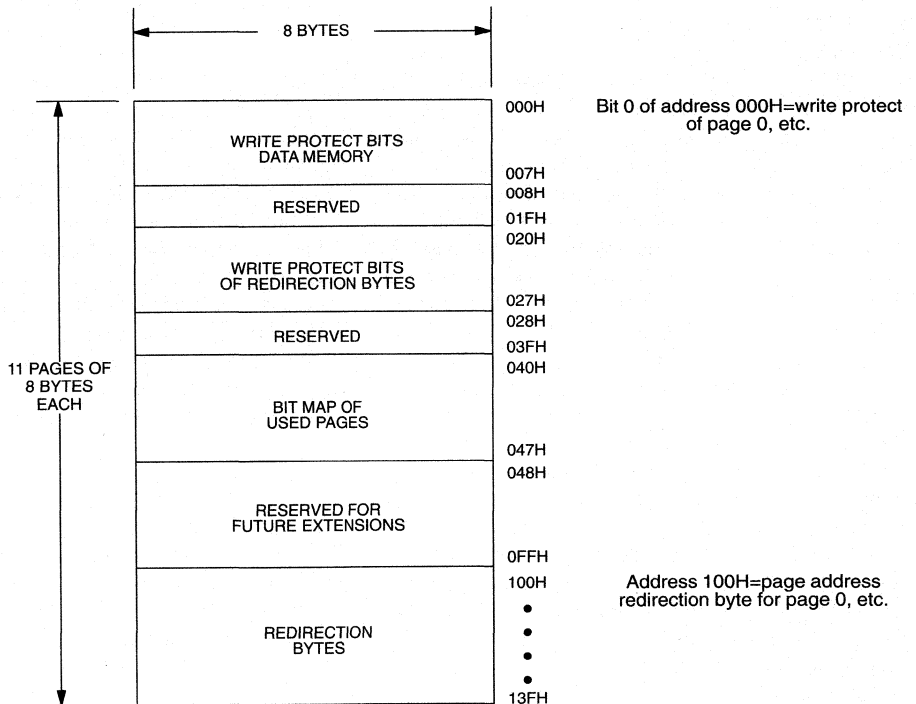 8 BYTES
000H
Bit 0 of address 000H=write protect
of page 0, etc.
WRITE PROTECT BITS
DATA MEMORY
007H
008H
RESERVED
01FH
020H
WRITE PROTECT BITS
OF REDIRECTION BYTES
027H
028H
RESERVED
03FH
040H
11 PAGES OF
8 BYTES
EACH
BIT MAP OF
USED PAGES
047H
048H
RESERVED FOR
FUTURE EXTENSIONS
0FFH
100H
Address 100H=page address
redirection byte for page 0, etc.
REDIRECTION
BYTES
13FH